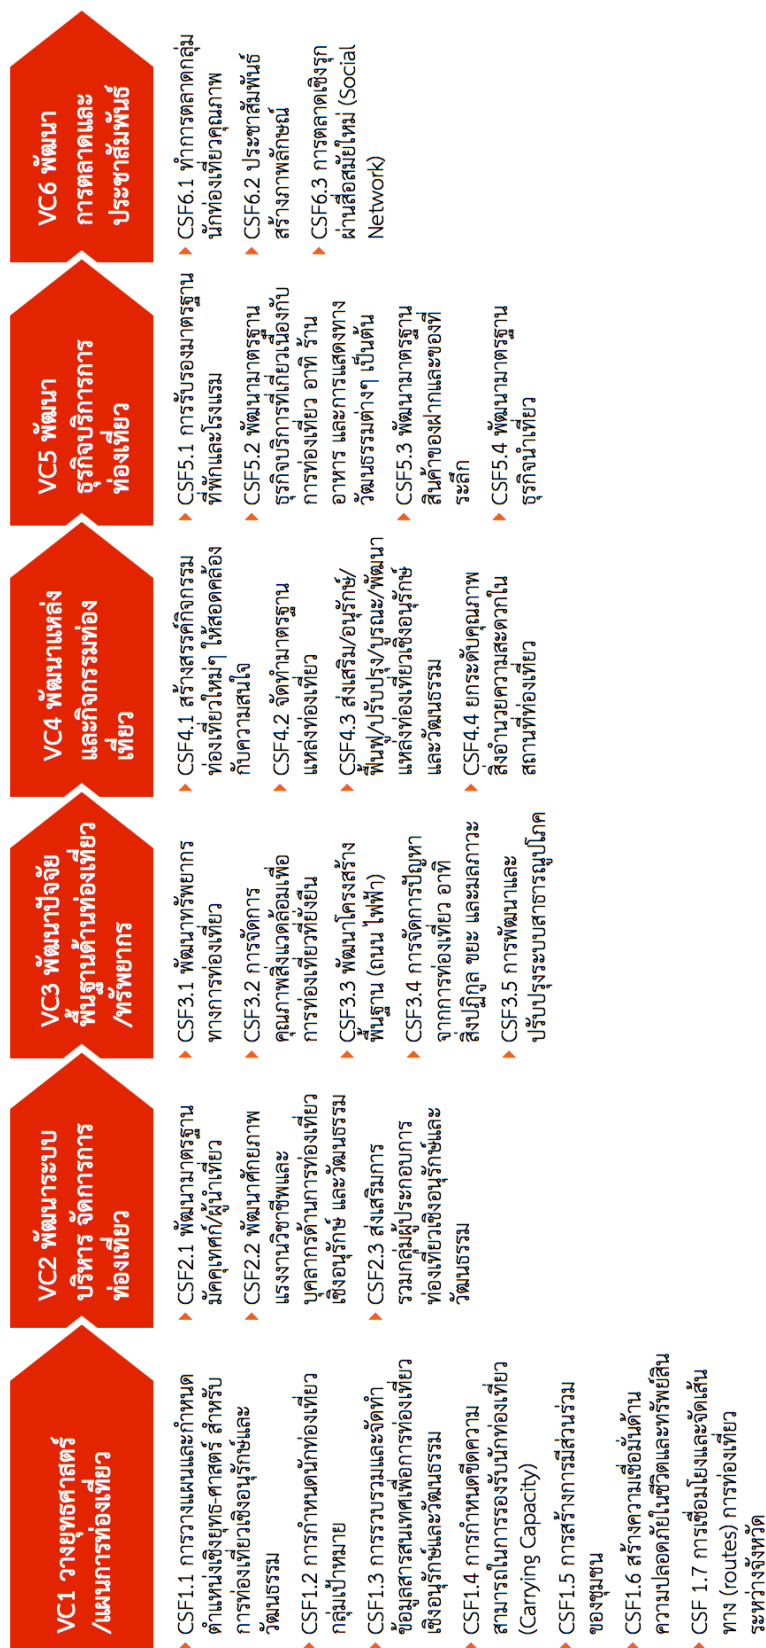 VC1 วางยุทธศาสตร์
/แผนการท่องเที่ยว
CSF1.1 การวางแผนและกำหนด
ตำแหน่งเชิงยุทธ-ศาสตร์ สำหรับ
การท่องเที่ยวเชิงอนุรักษ์และ
วัฒนธรรม
CSF1.2 การกำหนดนักท่องเที่ยว
กลุ่มเป้าหมาย
CSF1.3 การรวบรวมและจัดทำ
ข้อมูลสารสนเทศเพื่อการท่องเที่ยว
เชิงอนุรักษ์และวัฒนธรรม
CSF1.4 การกำหนดขีดความ
สามารถในการรองรับนักท่องเที่ยว
(Carrying Capacity)
CSF1.5 การสร้างการมีส่วนร่วม
ของชุมชน
CSF1.6 สร้างความเชื่อมั่นด้าน
ความปลอดภัยในชีวิตและทรัพย์สิน
CSF 1.7 การเชื่อมโยงและจัดเส้น
ทาง (routes) การท่องเที่ยว
ระหว่างจังหวัด
VC2 พัฒนาระบบ
บริหาร จัดการการ
ท่องเที่ยว
CSF2.1 พัฒนามาตรฐาน
มัคคุเทศก์/ผู้นำเที่ยว
CSF2.2 พัฒนาศักยภาพ
แรงงานวิชาชีพและ
บุคลากรด้านการท่องเที่ยว
เชิงอนุรักษ์ และวัฒนธรรม
CSF2.3 ส่งเสริมการ
รวมกลุ่มผู้ประกอบการ
ท่องเที่ยวเชิงอนุรักษ์และ
วัฒนธรรม
VC3 พัฒนาปัจจัย
พื้นฐานด้านท่องเที่ยว
/ทรัพยากร
CSF3.1 พัฒนาทรัพยากร
ทางการท่องเที่ยว
CSF3.2 การจัดการ
คุณภาพสิ่งแวดล้อมเพื่อ
การท่องเที่ยวที่ยั่งยืน
CSF3.3 พัฒนาโครงสร้าง
พื้นฐาน (ถนน ไฟฟ้า)
CSF3.4 การจัดการปัญหา
จากการท่องเที่ยว อาทิ
สิ่งปฏิกูล ขยะ และมลภาวะ
CSF3.5 การพัฒนาและ
ปรับปรุงระบบสาธารณูปโภค
VC4 พัฒนาแหล่ง
และกิจกรรมท่อง
เที่ยว
CSF4.1 สร้างสรรค์กิจกรรม
ท่องเที่ยวใหม่ๆ ให้สอดคล้อง
กับความสนใจ
CSF4.2 จัดทำมาตรฐาน
แหล่งท่องเที่ยว
CSF4.3 ส่งเสริม/อนุรักษ์/
ฟื้นฟู/ปรับปรุง/บูรณะ/พัฒนา
แหล่งท่องเที่ยวเชิงอนุรักษ์
และวัฒนธรรม
CSF4.4 ยกระดับคุณภาพ
สิ่งอำนวยความสะดวกใน
สถานที่ท่องเที่ยว
VC5 พัฒนา
ธุรกิจบริการการ
ท่องเที่ยว
CSF5.1 การรับรองมาตรฐาน
ที่พักและโรงแรม
CSF5.2 พัฒนามาตรฐาน
ธุรกิจบริการที่เกี่ยวเนื่องกับ
การท่องเที่ยว อาทิ ร้าน
อาหาร และการแสดงทาง
วัฒนธรรมต่างๆ เป็นต้น
CSF5.3 พัฒนามาตรฐาน
สินค้าของฝากและของที่
ระลึก
CSF5.4 พัฒนามาตรฐาน
ธุรกิจนำเที่ยว
VC6 พัฒนา
การตลาดและ
ประชาสัมพันธ์
CSF6.1 ทำการตลาดกลุ่ม
นักท่องเที่ยวคุณภาพ
CSF6.2 ประชาสัมพันธ์
สร้างภาพลักษณ์
CSF6.3 การตลาดเชิงรุก
ผ่านสื่อสมัยใหม่ (Social
Network)